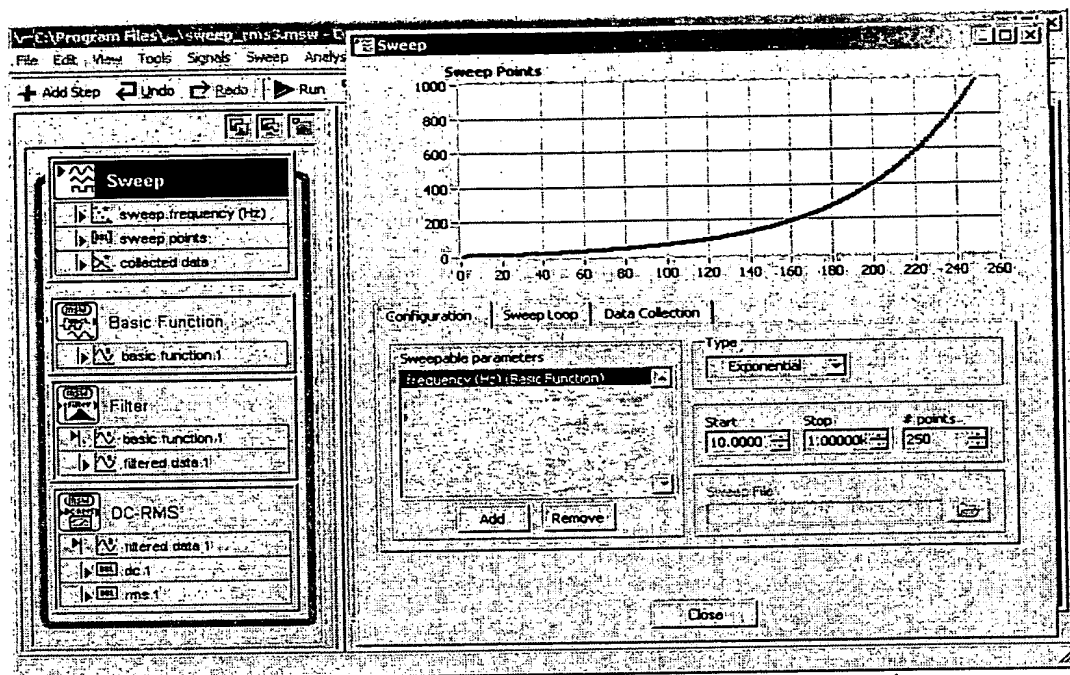 E:\Program Files\...\sweep_rms3.msw -
File Edit View Tools Signals Sweep Analys
Add Step Undo Redo Run
Sweep
sweep frequency (Hz)
sweep points
collected data
Basic Function
basic function 1
Filter
basic function 1
filtered data 1
DC-RMS
filtered data 1
dc 1
rms 1
Sweep
Sweep Points
1000
800
600
400
200
0
0 20 40 60 80 100 120 140 160 180 200 220 240 260
Configuration Sweep Loop Data Collection
Sweepable parameters
frequency (Hz) (Basic Function)
Add Remove
Type
Exponential
Start Stop # points
10.0000 1.00000k 250
Sweep File
Close